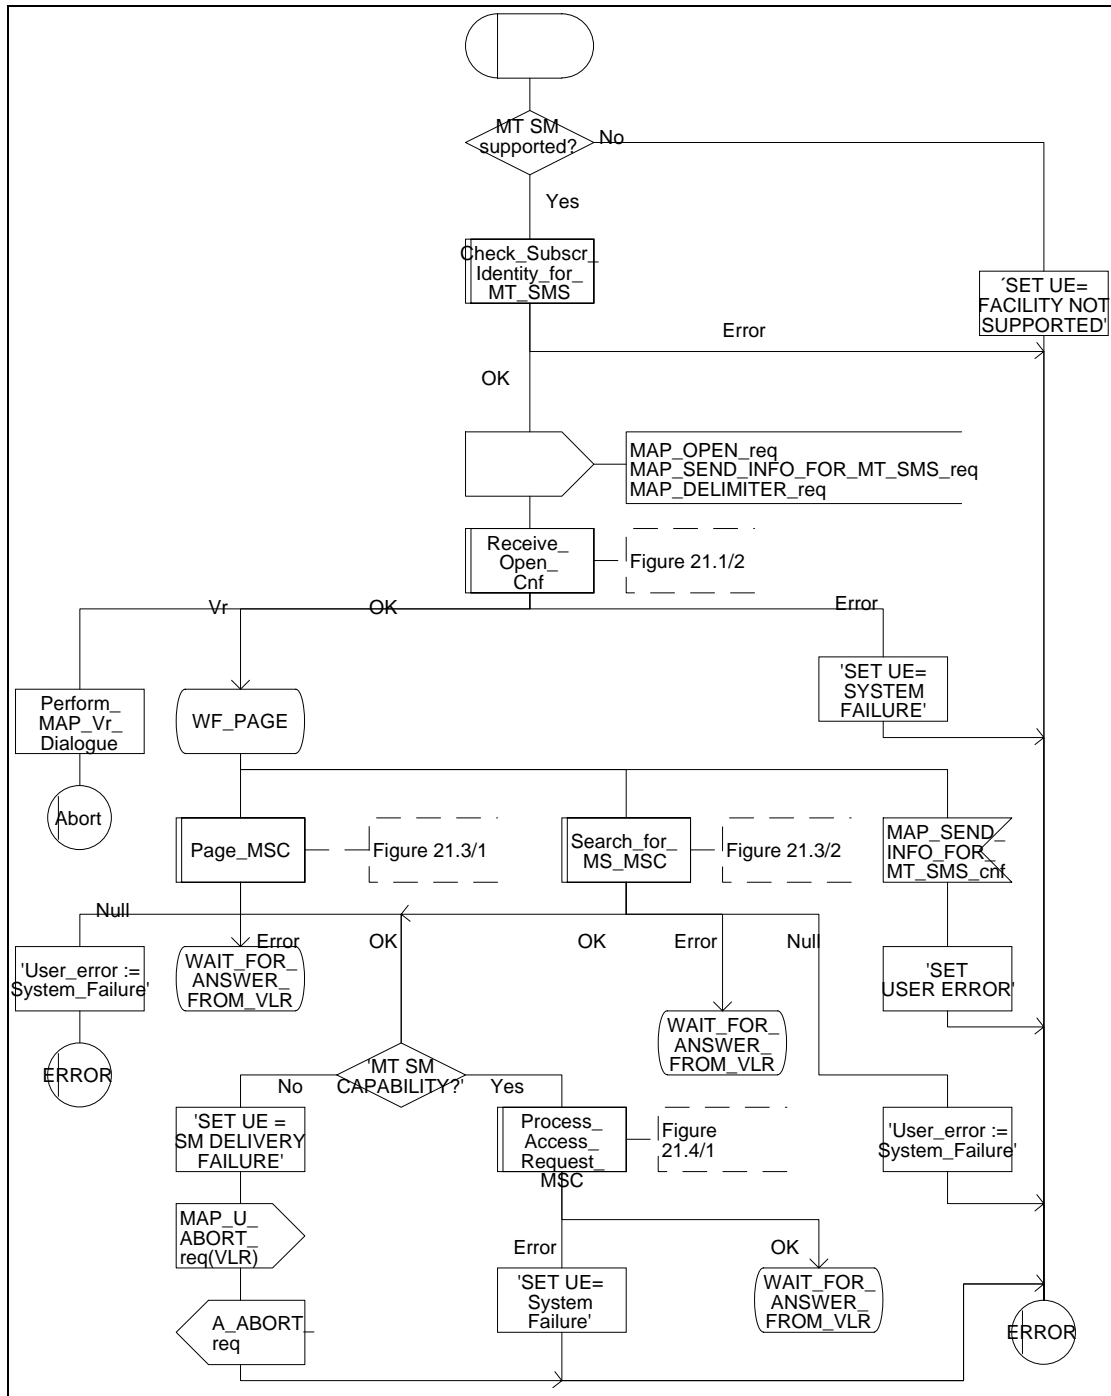 MT SM
supported?
No
Yes
Check_Subscr_
Identity_for_
MT_SMS
´SET UE=
FACILITY NOT
SUPPORTED'
Error
OK
MAP_OPEN_req
MAP_SEND_INFO_FOR_MT_SMS_req
MAP_DELIMITER_req
Receive_
Open_
Cnf
Figure 21.1/2
Vr
OK
Error
'SET UE=
SYSTEM
FAILURE'
Perform_
MAP_Vr_
Dialogue
WF_PAGE
Abort
Page_MSC
Figure 21.3/1
Search_for_
MS_MSC
Figure 21.3/2
MAP_SEND_
INFO_FOR_
MT_SMS_cnf
Null
Error
OK
OK
Error
Null
'User_error :=
System_Failure'
WAIT_FOR_
ANSWER_
FROM_VLR
'SET
USER ERROR'
WAIT_FOR_
ANSWER_
FROM_VLR
ERROR
'MT SM
CAPABILITY?'
No
Yes
'SET UE =
SM DELIVERY
FAILURE'
Process_
Access_
Request_
MSC
Figure
21.4/1
'User_error :=
System_Failure'
MAP_U_
ABORT_
req(VLR)
Error
OK
'SET UE=
System
Failure'
WAIT_FOR_
ANSWER_
FROM_VLR
A_ABORT_
req
ERROR